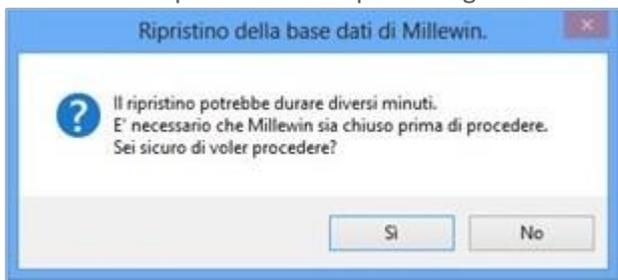 Ripristino della base dati di Millewin.
Il ripristino potrebbe durare diversi minuti.
E' necessario che Millewin sia chiuso prima di procedere.
Sei sicuro di voler procedere?
Sì
No